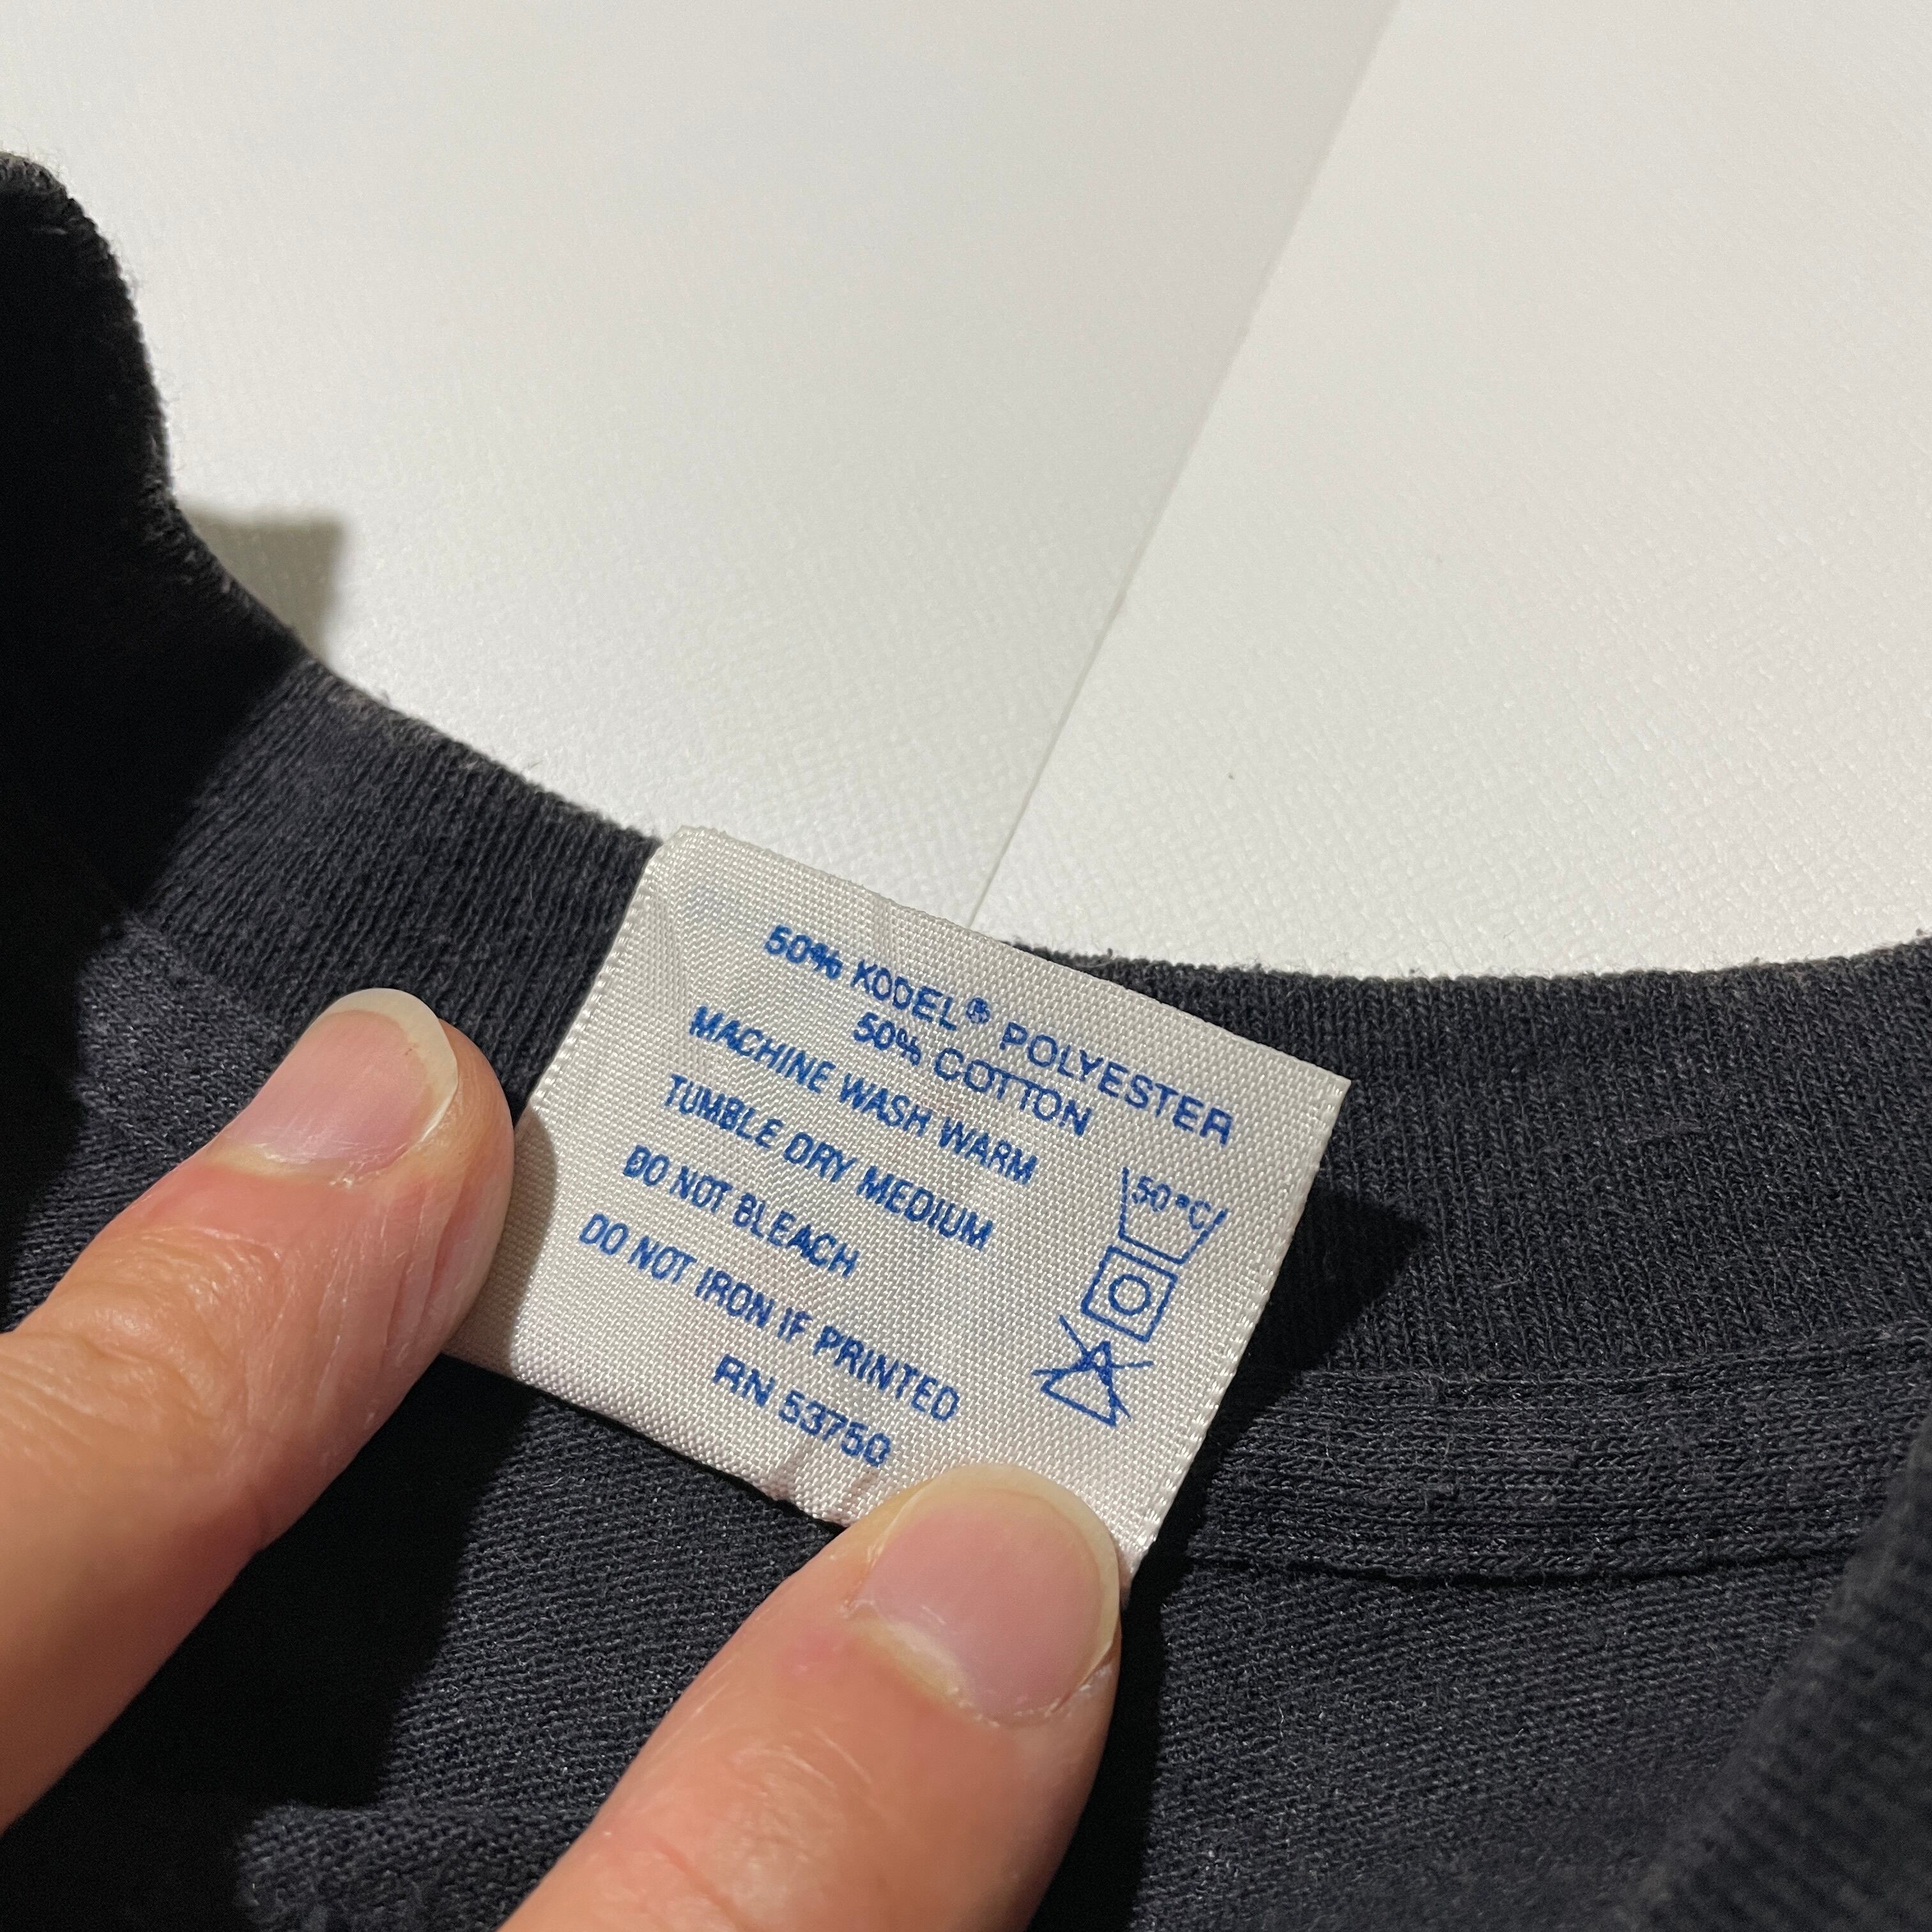 50% KODEL® POLYESTER
50% COTTON
MACHINE WASH WARM
TUMBLE DRY MEDIUM
DO NOT BLEACH
DO NOT IRON IF PRINTED
RN 53750
50°C